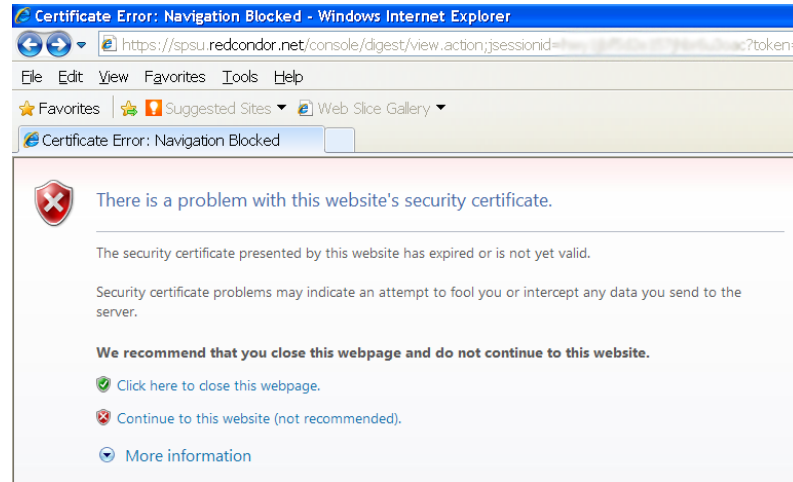 Certificate Error: Navigation Blocked - Windows Internet Explorer
https://spsu.redcondor.net/console/digest/view.action;jsessionid= ?token=
File Edit View Favorites Tools Help
Favorites Suggested Sites Web Slice Gallery
Certificate Error: Navigation Blocked
There is a problem with this website's security certificate.
The security certificate presented by this website has expired or is not yet valid.
Security certificate problems may indicate an attempt to fool you or intercept any data you send to the
server.
We recommend that you close this webpage and do not continue to this website.
Click here to close this webpage.
Continue to this website (not recommended).
More information